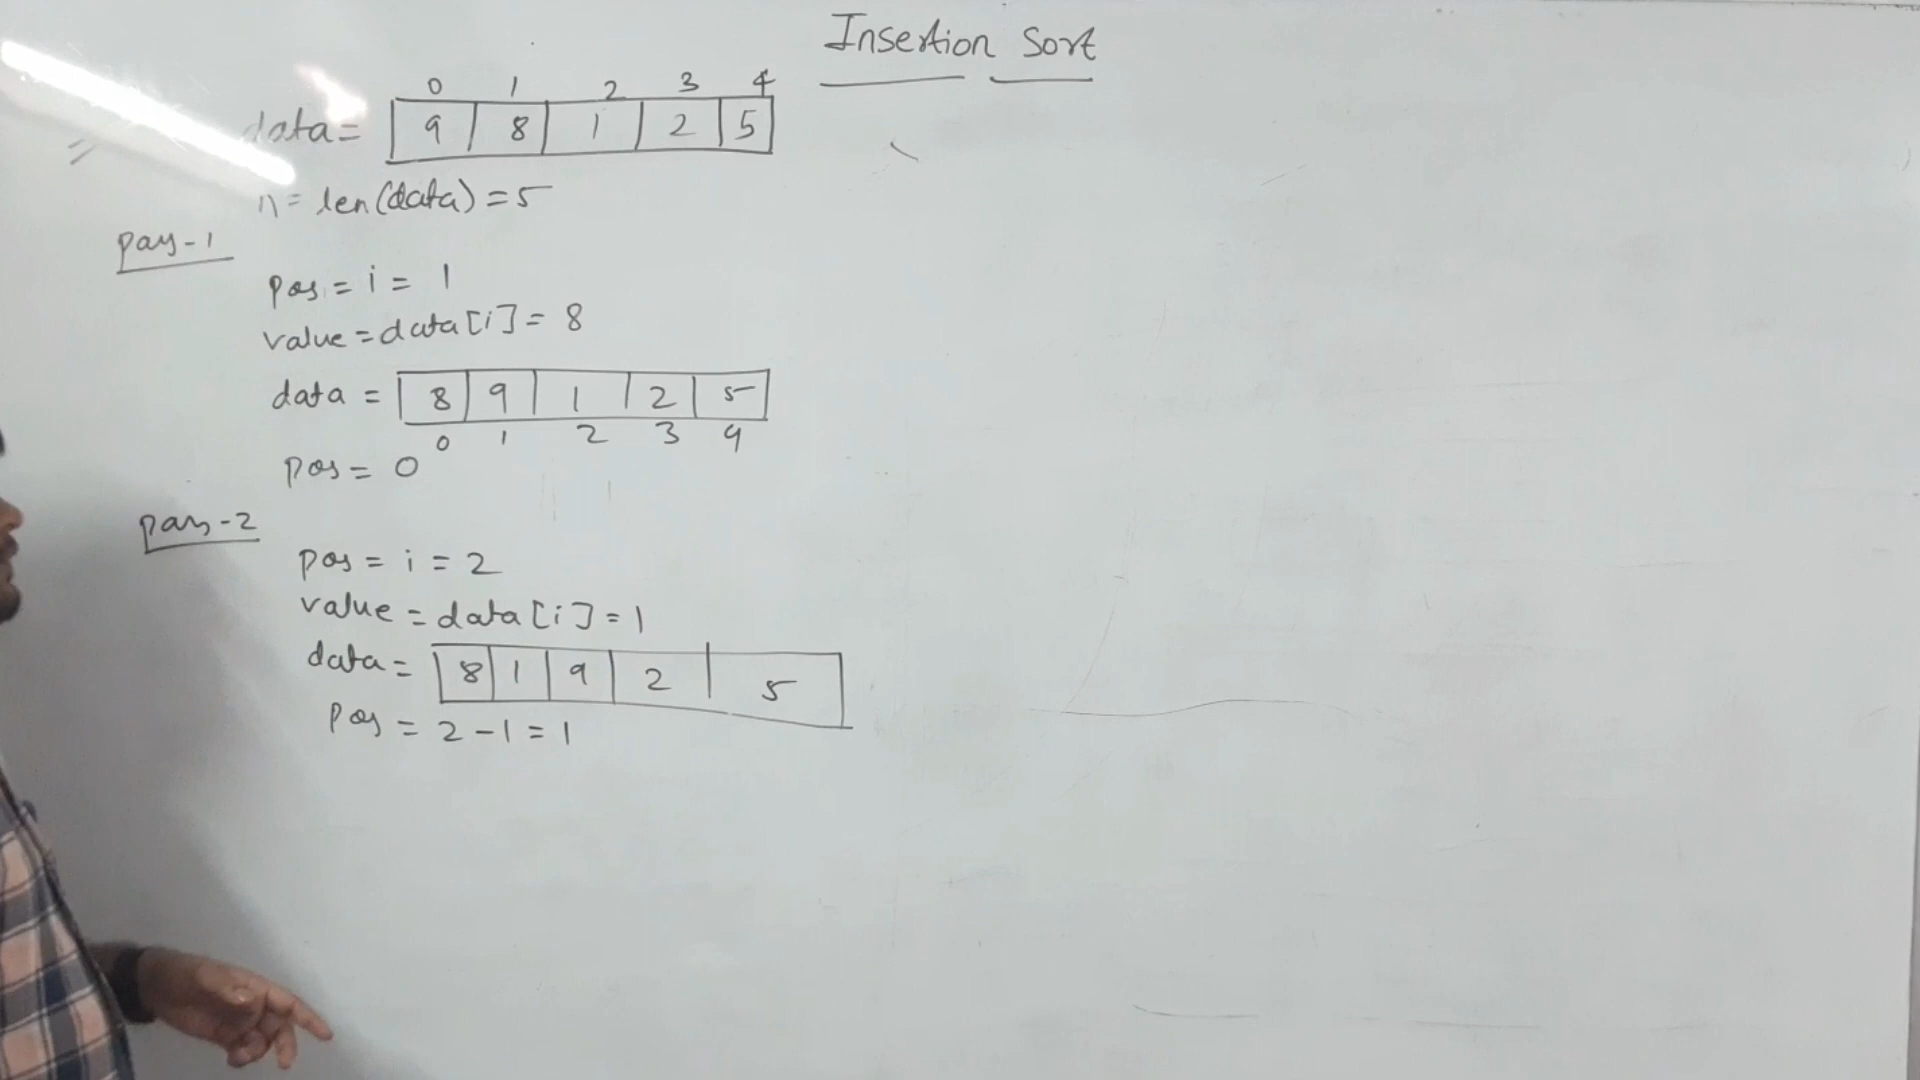 Insertion Sort
0 1 2 3 4
data = 9 8 1 2 5
n = len(data) = 5
pass-1
pos = i = 1
value = data[i] = 8
data = 8 9 1 2 5
0 1 2 3 4
pos = 0
pass-2
pos = i = 2
value = data[i] = 1
data = 8 1 9 2 5
pos = 2 - 1 = 1